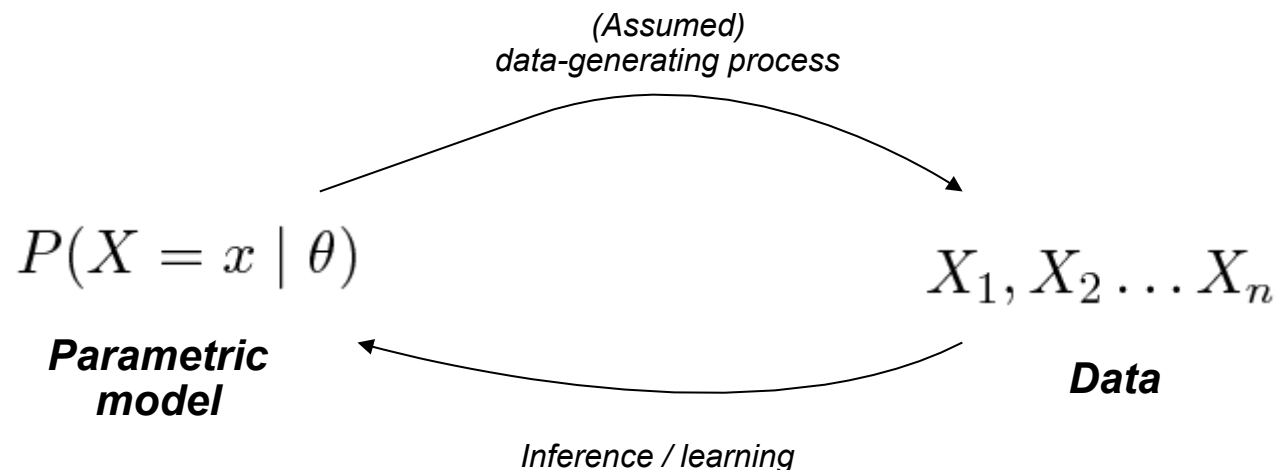 (Assumed)
data-generating process
P(X = x | θ)
X₁, X₂ … Xₙ
Parametric
model
Data
Inference / learning